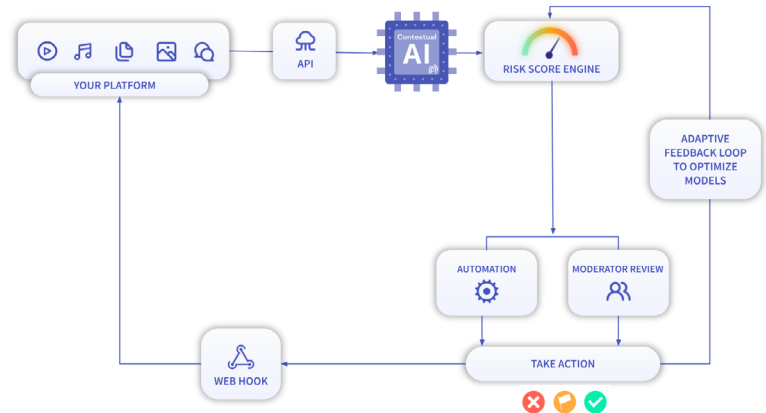 YOUR PLATFORM
API
Contextual
AI
RISK SCORE ENGINE
ADAPTIVE
FEEDBACK LOOP
TO OPTIMIZE
MODELS
AUTOMATION
MODERATOR REVIEW
WEB HOOK
TAKE ACTION